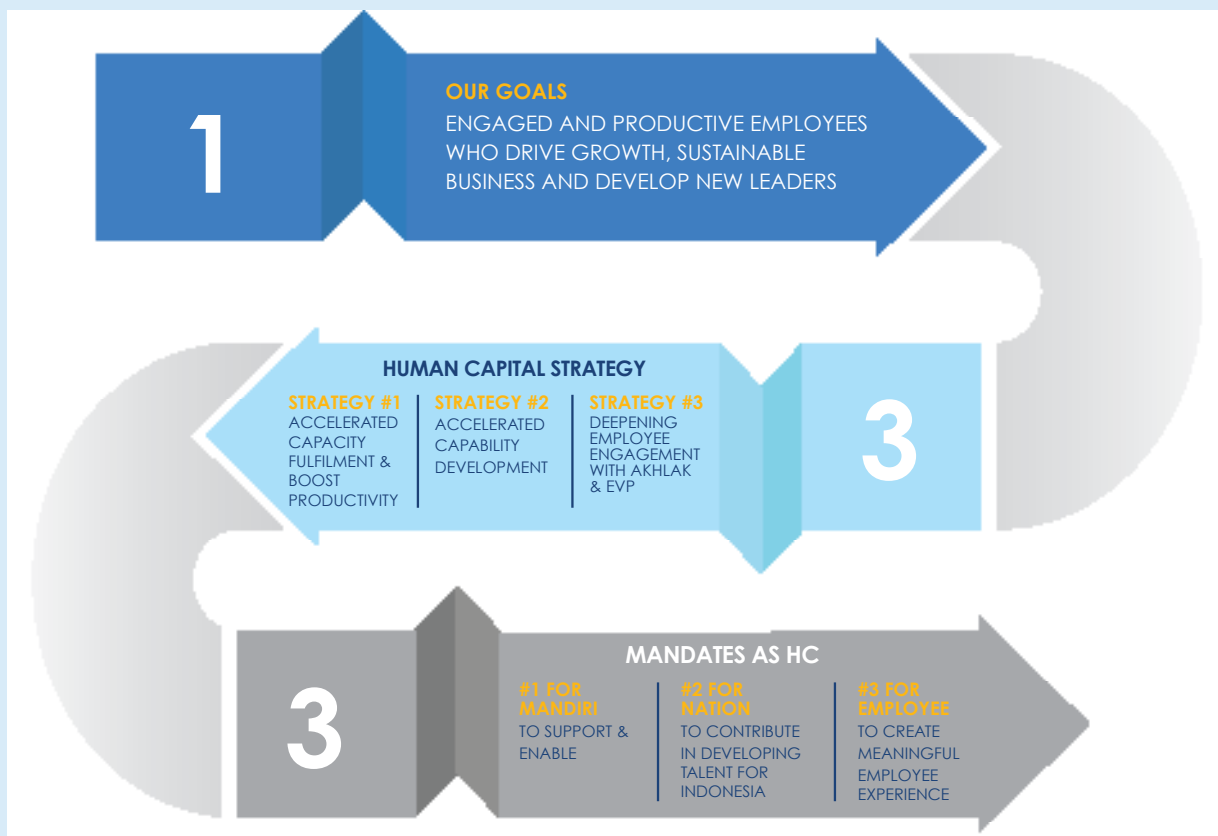 1
OUR GOALS
ENGAGED AND PRODUCTIVE EMPLOYEES
WHO DRIVE GROWTH, SUSTAINABLE
BUSINESS AND DEVELOP NEW LEADERS
HUMAN CAPITAL STRATEGY
STRATEGY #1
ACCELERATED
CAPACITY
FULFILMENT &
BOOST
PRODUCTIVITY
STRATEGY #2
ACCELERATED
CAPABILITY
DEVELOPMENT
STRATEGY #3
DEEPENING
EMPLOYEE
ENGAGEMENT
WITH AKHLAK
& EVP
3
3
MANDATES AS HC
#1 FOR
MANDIRI
TO SUPPORT &
ENABLE
#2 FOR
NATION
TO CONTRIBUTE
IN DEVELOPING
TALENT FOR
INDONESIA
#3 FOR
EMPLOYEE
TO CREATE
MEANINGFUL
EMPLOYEE
EXPERIENCE